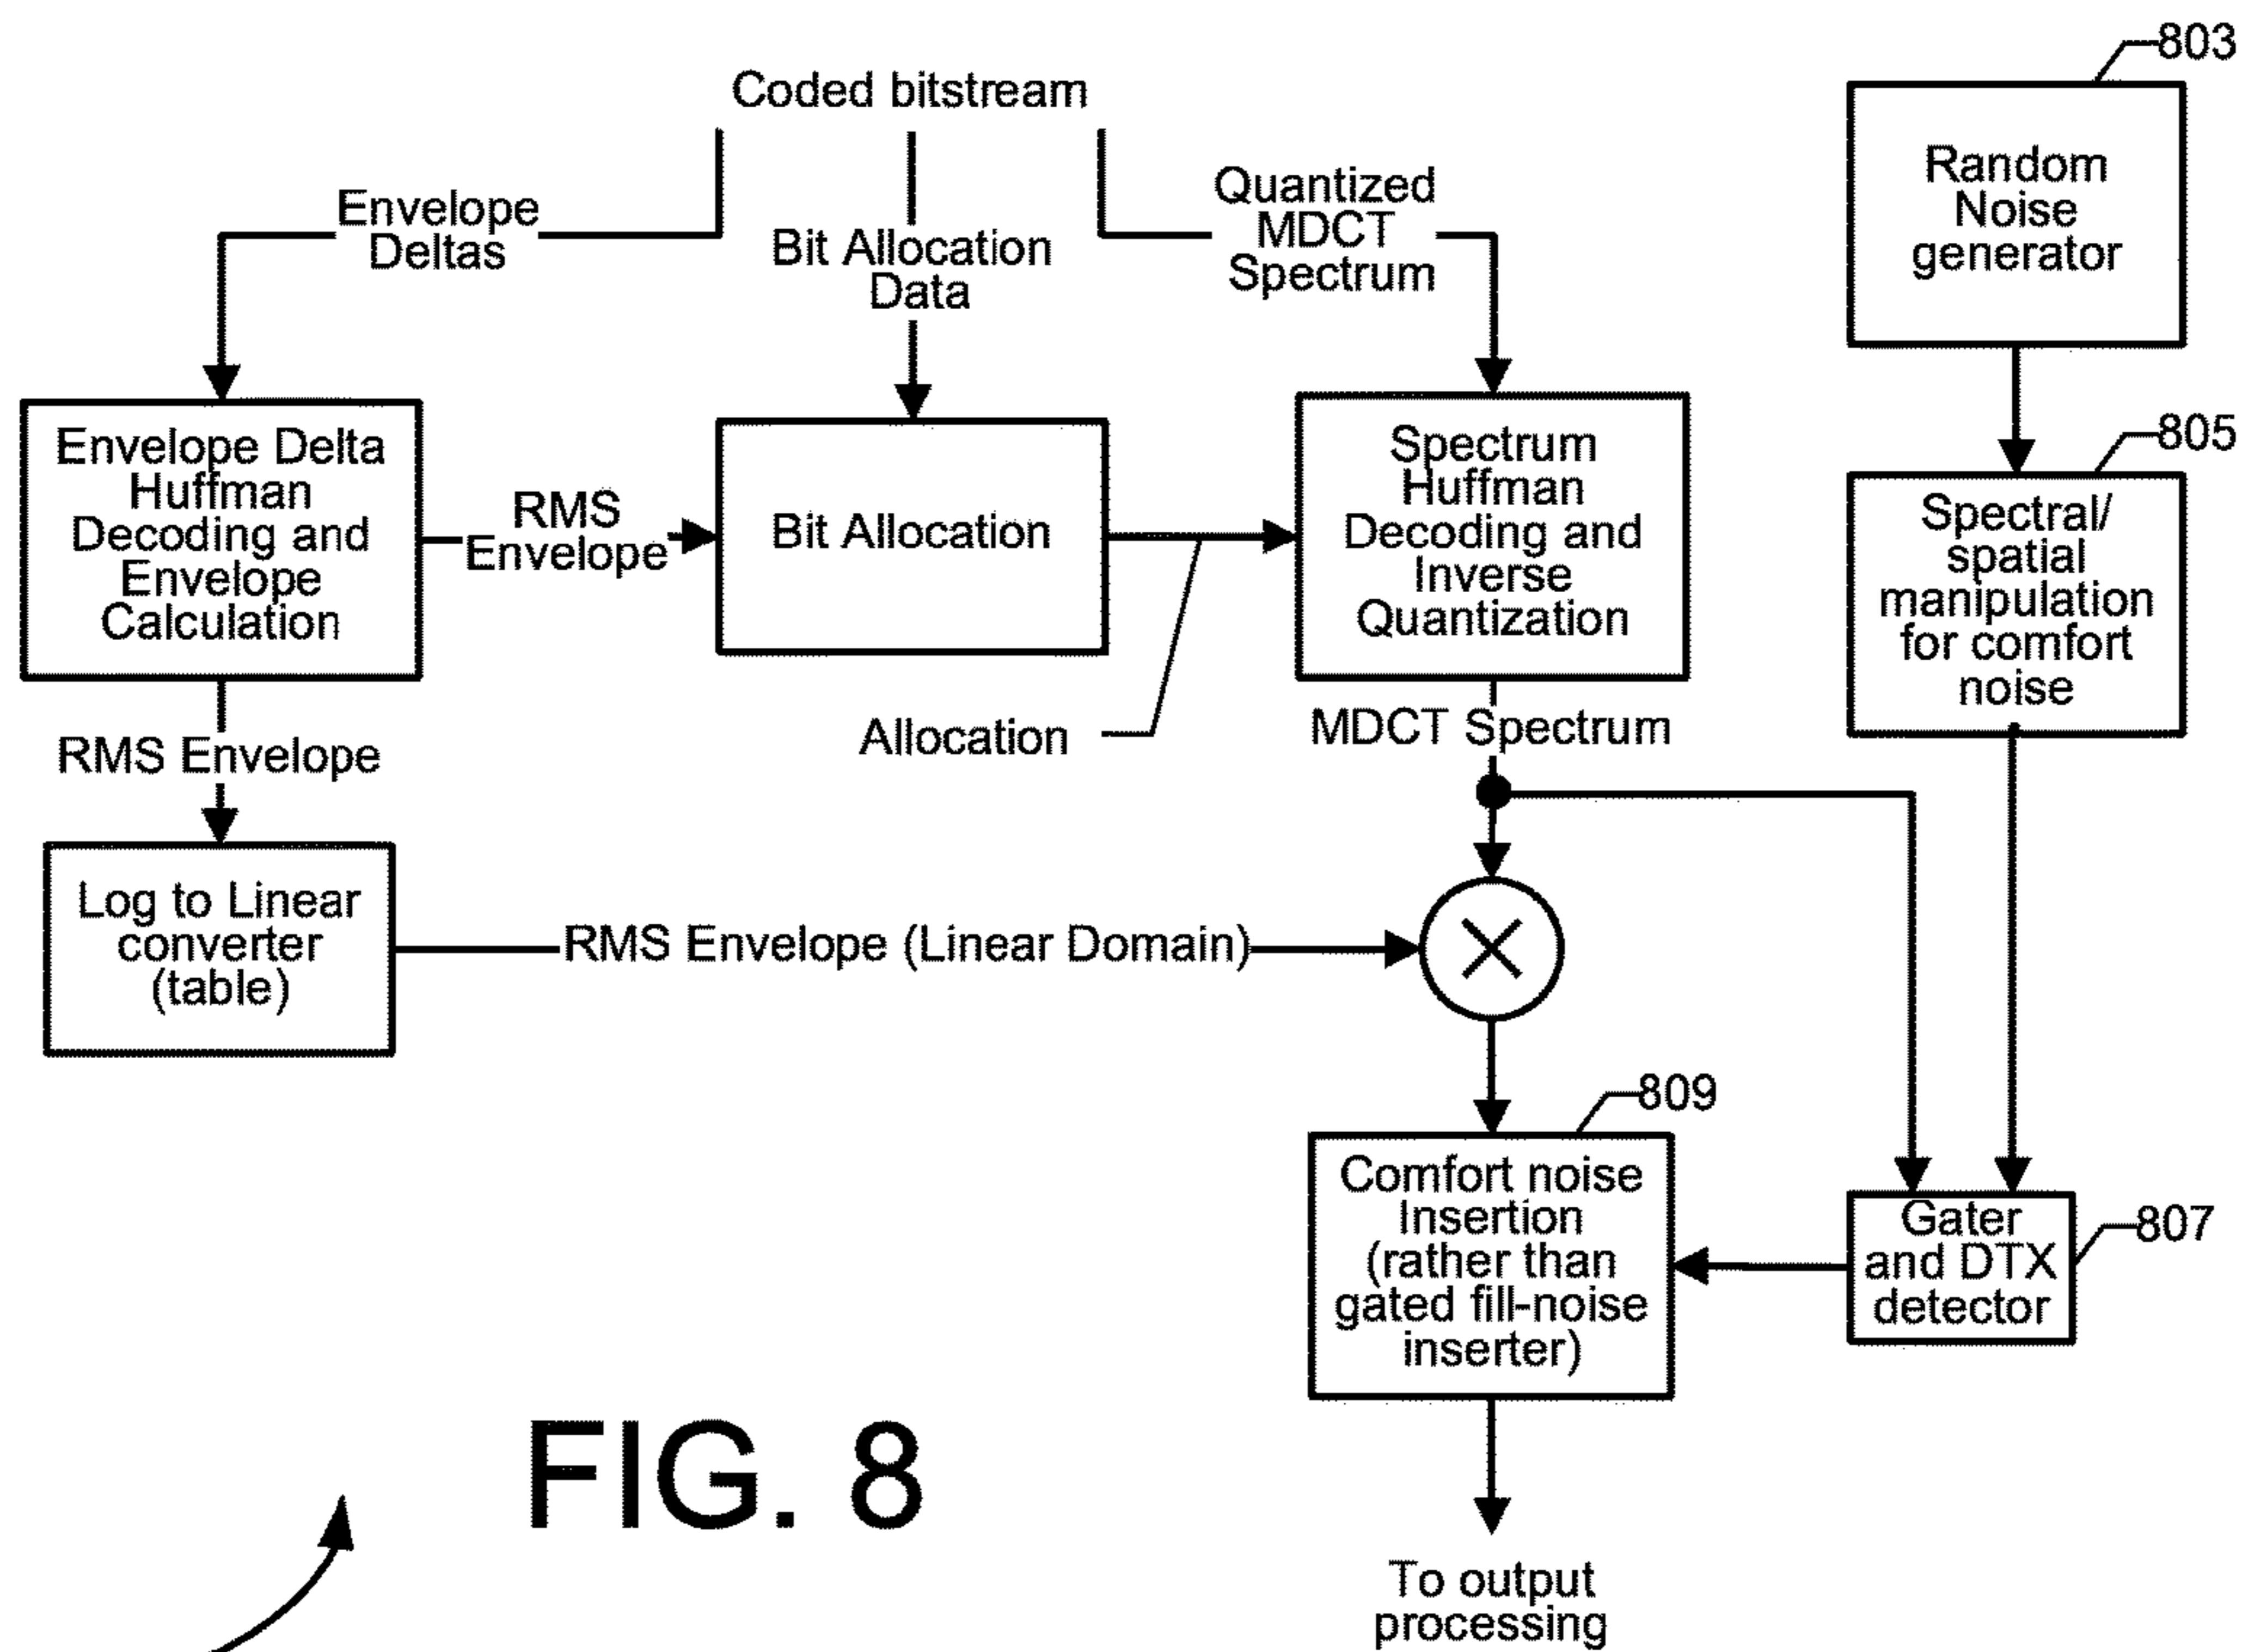 803
Coded bitstream
Envelope
Deltas
Bit Allocation
Data
Quantized
MDCT
Spectrum
Random
Noise
generator
805
Envelope Delta
Huffman
Decoding and
Envelope
Calculation
RMS
Envelope
Bit Allocation
Spectrum
Huffman
Decoding and
Inverse
Quantization
Spectral/
spatial
manipulation
for comfort
noise
Allocation
MDCT Spectrum
RMS Envelope
Log to Linear
converter
(table)
RMS Envelope (Linear Domain)
809
Comfort noise
Insertion
(rather than
gated fill-noise
inserter)
Gater
and DTX
detector
807
FIG. 8
To output
processing